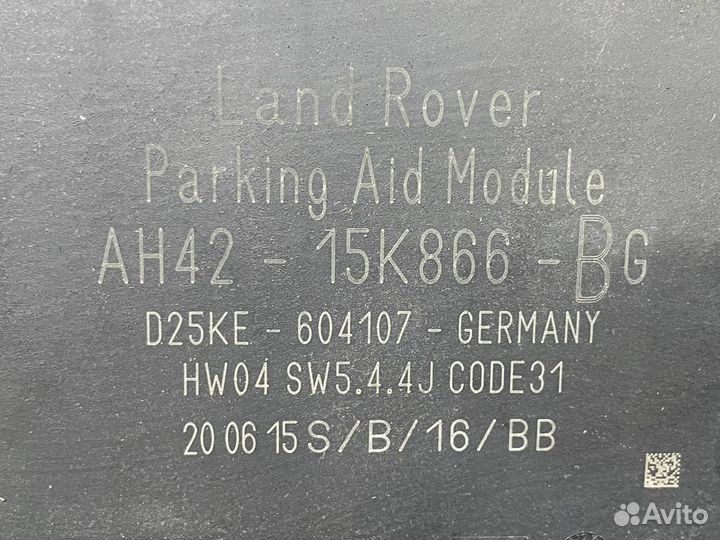 Land Rover
Parking Aid Module
AH42 - 15K866 - BG
D25KE - 604107 - GERMANY
HW04 SW5.4.4J CODE31
20 06 15 S/B/16/BB
Avito